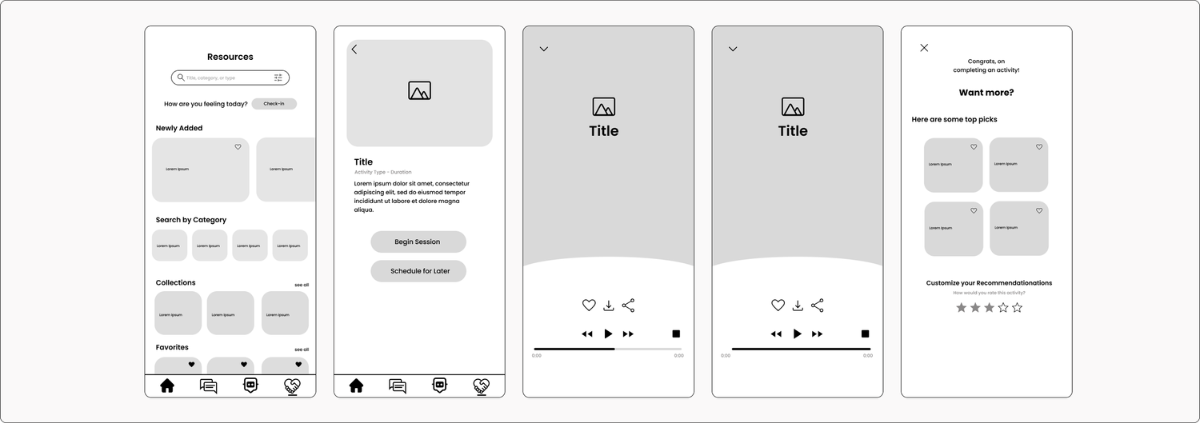 Resources
Title, category, or type
How are you feeling today?
Check-in
Newly Added
Lorem Ipsum
Lorem Ipsum
Search by Category
Lorem Ipsum
Lorem Ipsum
Lorem Ipsum
Lorem Ipsum
Collections
see all
Lorem Ipsum
Lorem Ipsum
Lorem Ipsum
Favorites
see all
Title
Activity Type - Duration
Lorem ipsum dolor sit amet, consectetur
adipiscing elit, sed do eiusmod tempor
incididunt ut labore et dolore magna
aliqua.
Begin Session
Schedule for Later
Title
0:00
0:00
Title
0:00
0:00
Congrats, on
completing an activity!
Want more?
Here are some top picks
Lorem Ipsum
Lorem Ipsum
Lorem Ipsum
Lorem Ipsum
Customize your Recommendationations
How would you rate this activity?